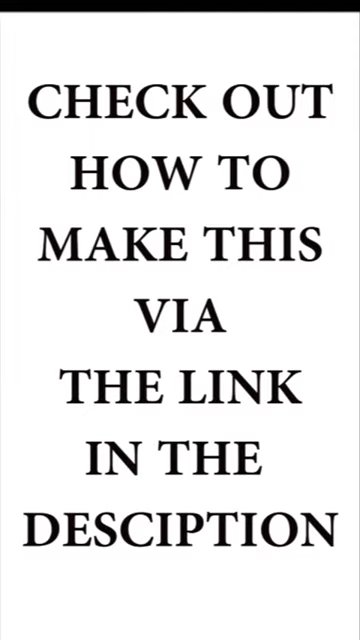 CHECK OUT
HOW TO
MAKE THIS
VIA
THE LINK
IN THE
DESCIPTION